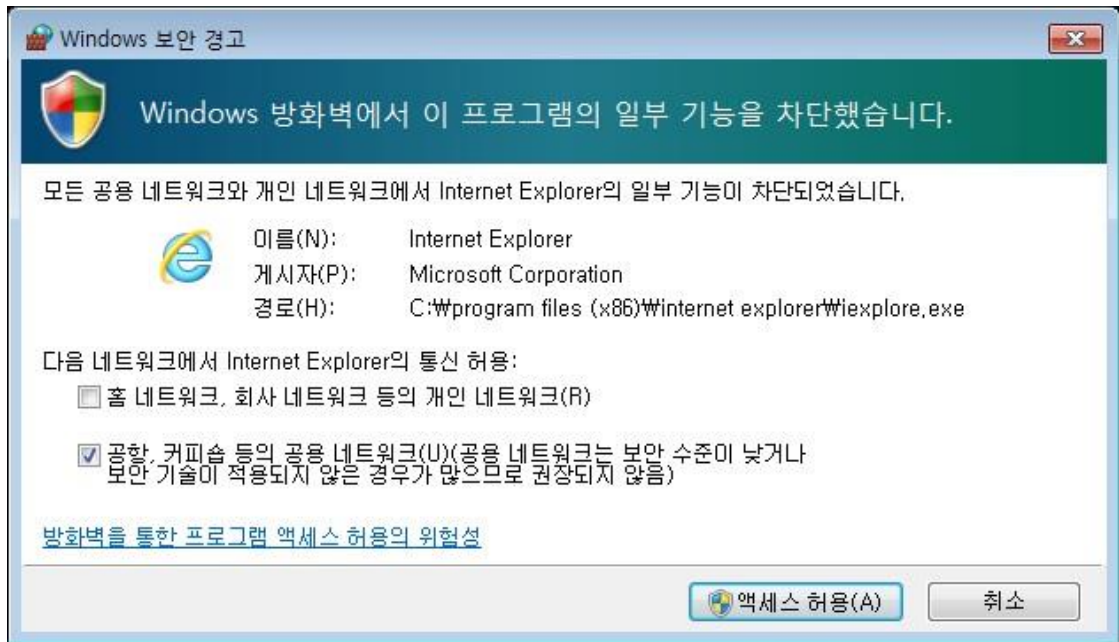 Windows 보안 경고
Windows 방화벽에서 이 프로그램의 일부 기능을 차단했습니다.
모든 공용 네트워크와 개인 네트워크에서 Internet Explorer의 일부 기능이 차단되었습니다.
이름(N): Internet Explorer
게시자(P): Microsoft Corporation
경로(H): C:₩program files (x86)₩internet explorer₩iexplore.exe
다음 네트워크에서 Internet Explorer의 통신 허용:
홈 네트워크, 회사 네트워크 등의 개인 네트워크(R)
공항, 커피숍 등의 공용 네트워크(U)(공용 네트워크는 보안 수준이 낮거나
보안 기술이 적용되지 않은 경우가 많으므로 권장되지 않음)
방화벽을 통한 프로그램 액세스 허용의 위험성
액세스 허용(A) 취소